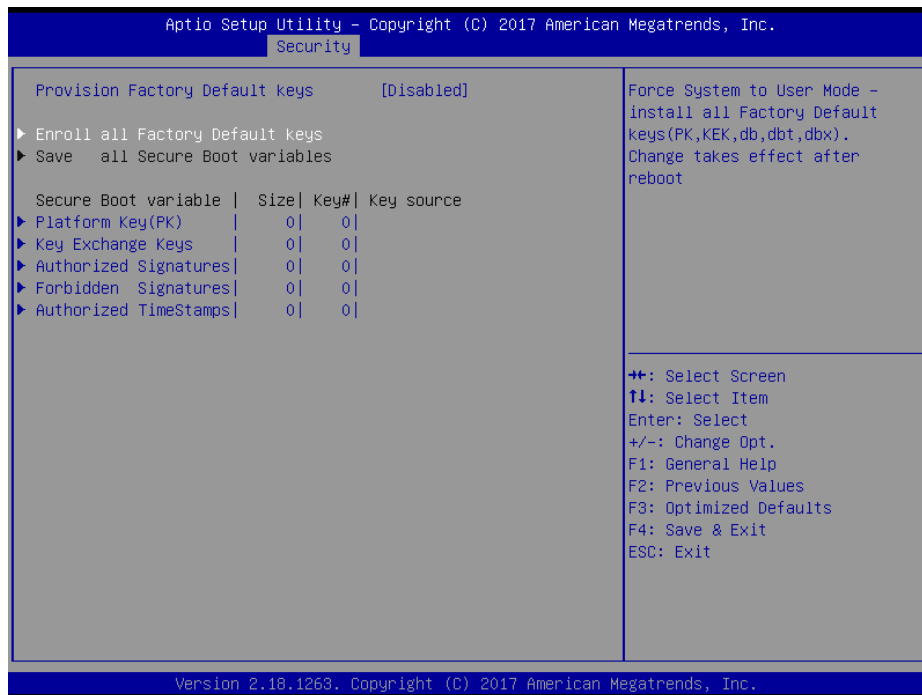 Aptio Setup Utility – Copyright (C) 2017 American Megatrends, Inc.
Security
Provision Factory Default keys [Disabled]
▶ Enroll all Factory Default keys
▶ Save all Secure Boot variables
Secure Boot variable | Size| Key#| Key source
▶ Platform Key(PK) | 0| 0|
▶ Key Exchange Keys | 0| 0|
▶ Authorized Signatures| 0| 0|
▶ Forbidden Signatures| 0| 0|
▶ Authorized TimeStamps| 0| 0|
Force System to User Mode –
install all Factory Default
keys(PK,KEK,db,dbt,dbx).
Change takes effect after
reboot
→←: Select Screen
↑↓: Select Item
Enter: Select
+/-: Change Opt.
F1: General Help
F2: Previous Values
F3: Optimized Defaults
F4: Save & Exit
ESC: Exit
Version 2.18.1263. Copyright (C) 2017 American Megatrends, Inc.